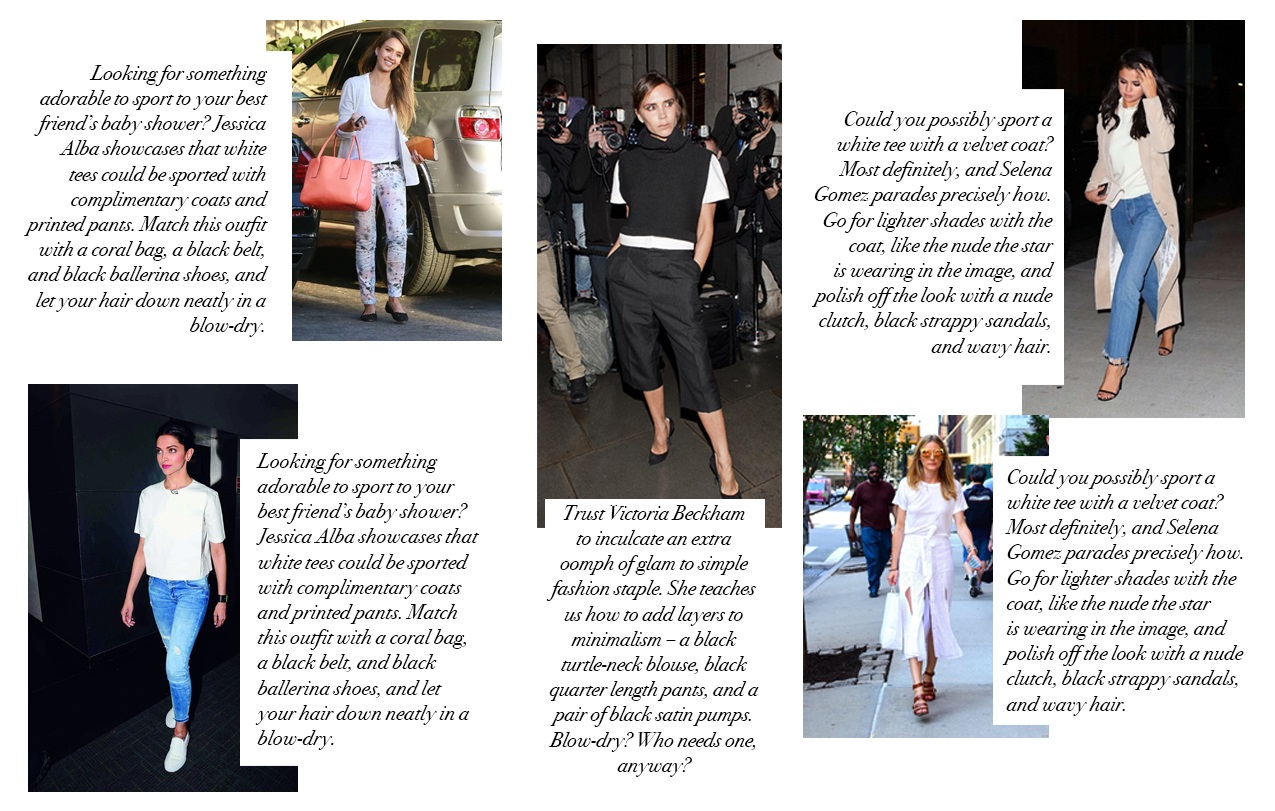 Looking for something
adorable to sport to your best
friend's baby shower? Jessica
Alba showcases that white
tees could be sported with
complimentary coats and
printed pants. Match this outfit
with a coral bag, a black belt,
and black ballerina shoes, and
let your hair down neatly in a
blow-dry.
Looking for something
adorable to sport to your
best friend's baby shower?
Jessica Alba showcases that
white tees could be sported
with complimentary coats
and printed pants. Match
this outfit with a coral bag,
a black belt, and black
ballerina shoes, and let
your hair down neatly in a
blow-dry.
Trust Victoria Beckham
to inculcate an extra
oomph of glam to simple
fashion staple. She teaches
us how to add layers to
minimalism – a black
turtle-neck blouse, black
quarter length pants, and a
pair of black satin pumps.
Blow-dry? Who needs one,
anyway?
Could you possibly sport a
white tee with a velvet coat?
Most definitely, and Selena
Gomez parades precisely how.
Go for lighter shades with the
coat, like the nude the star
is wearing in the image, and
polish off the look with a nude
clutch, black strappy sandals,
and wavy hair.
Could you possibly sport a
white tee with a velvet coat?
Most definitely, and Selena
Gomez parades precisely how.
Go for lighter shades with the
coat, like the nude the star
is wearing in the image, and
polish off the look with a nude
clutch, black strappy sandals,
and wavy hair.